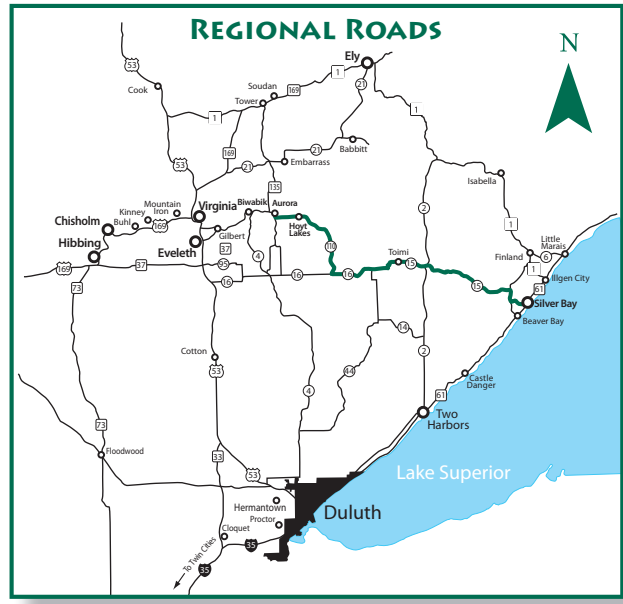 REGIONAL ROADS
N
Ely
53
1
21
Cook
Soudan
169
Tower
1
1
169
21
Babbitt
21
Embarrass
53
135
Isabella
2
Mountain
Iron
Virginia
Biwabik
Aurora
Kinney
Buhl
169
Chisholm
Hoyt
Lakes
1
Gilbert
Hibbing
Eveleth
37
4
110
Toimi
Little
Marais
Finland
6
169
37
95
16
16
16
15
1
Illgen City
73
15
61
Silver Bay
Beaver Bay
14
Cotton
53
44
2
Castle
Danger
4
61
Two
Harbors
73
33
Floodwood
53
Lake Superior
Hermantown
Duluth
Proctor
Cloquet
35
To Twin Cities
35